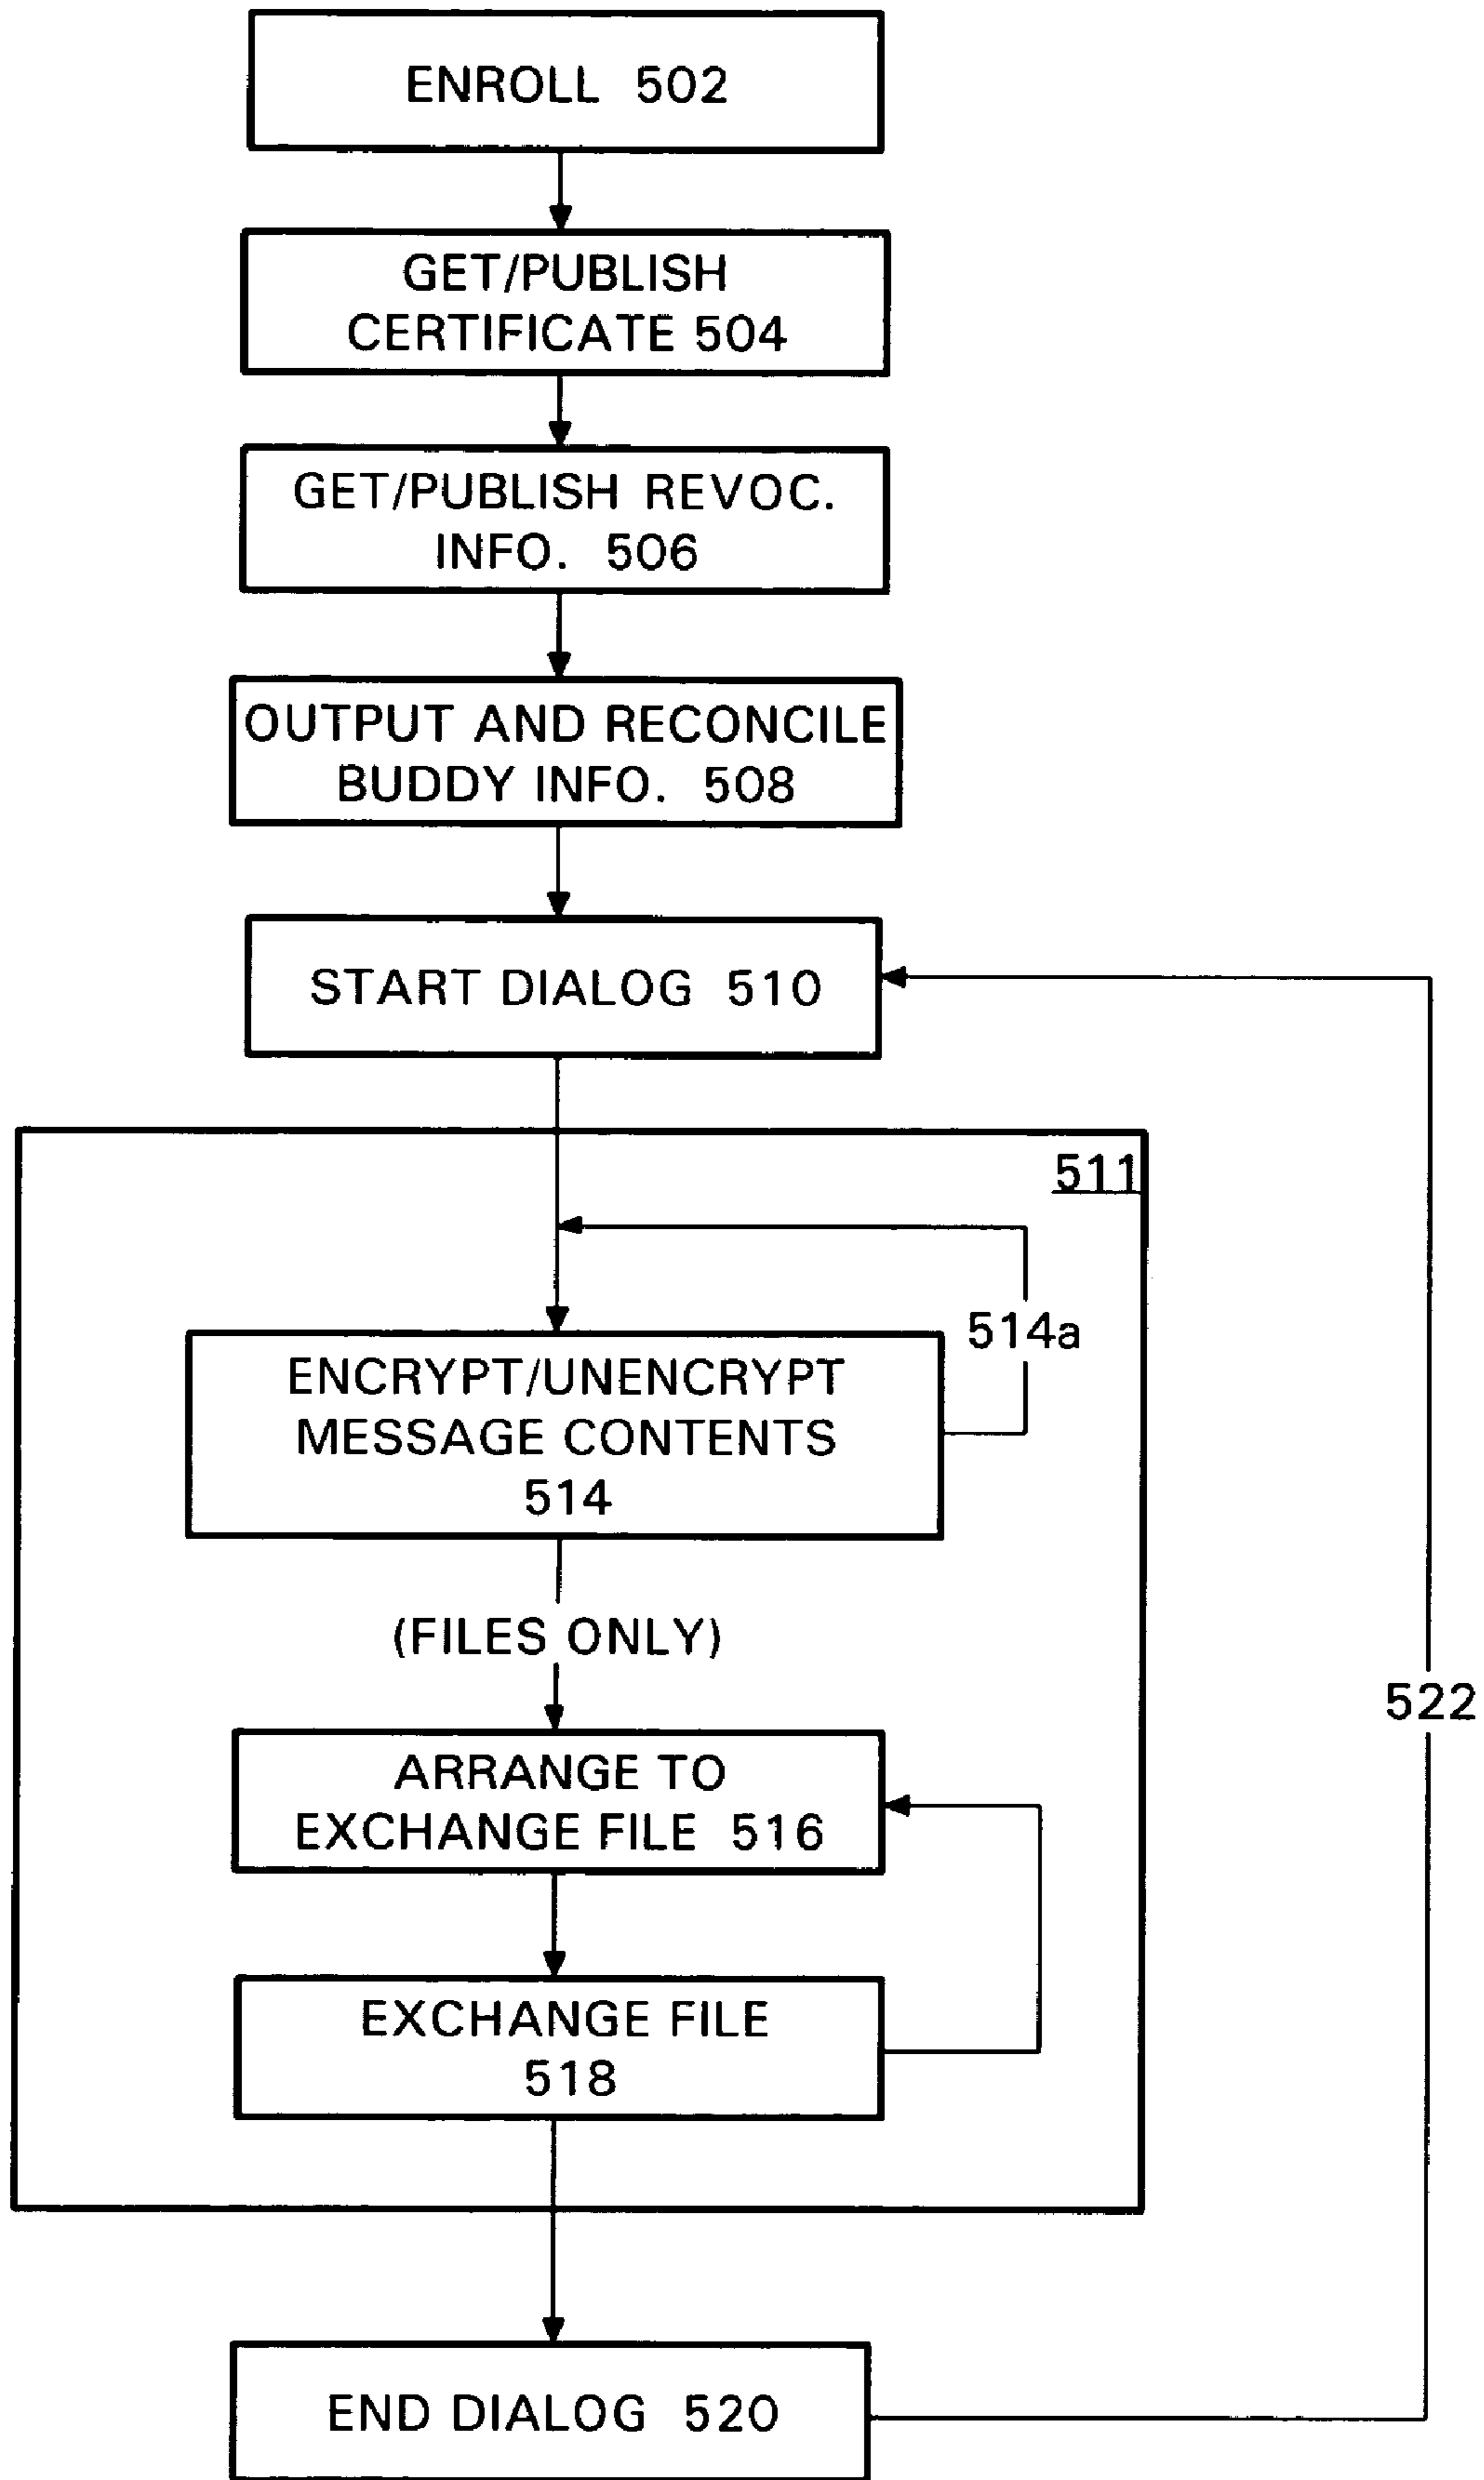 ENROLL 502
GET/PUBLISH
CERTIFICATE 504
GET/PUBLISH REVOC.
INFO. 506
OUTPUT AND RECONCILE
BUDDY INFO. 508
START DIALOG 510
511
514a
ENCRYPT/UNENCRYPT
MESSAGE CONTENTS
514
(FILES ONLY)
522
ARRANGE TO
EXCHANGE FILE 516
EXCHANGE FILE
518
END DIALOG 520